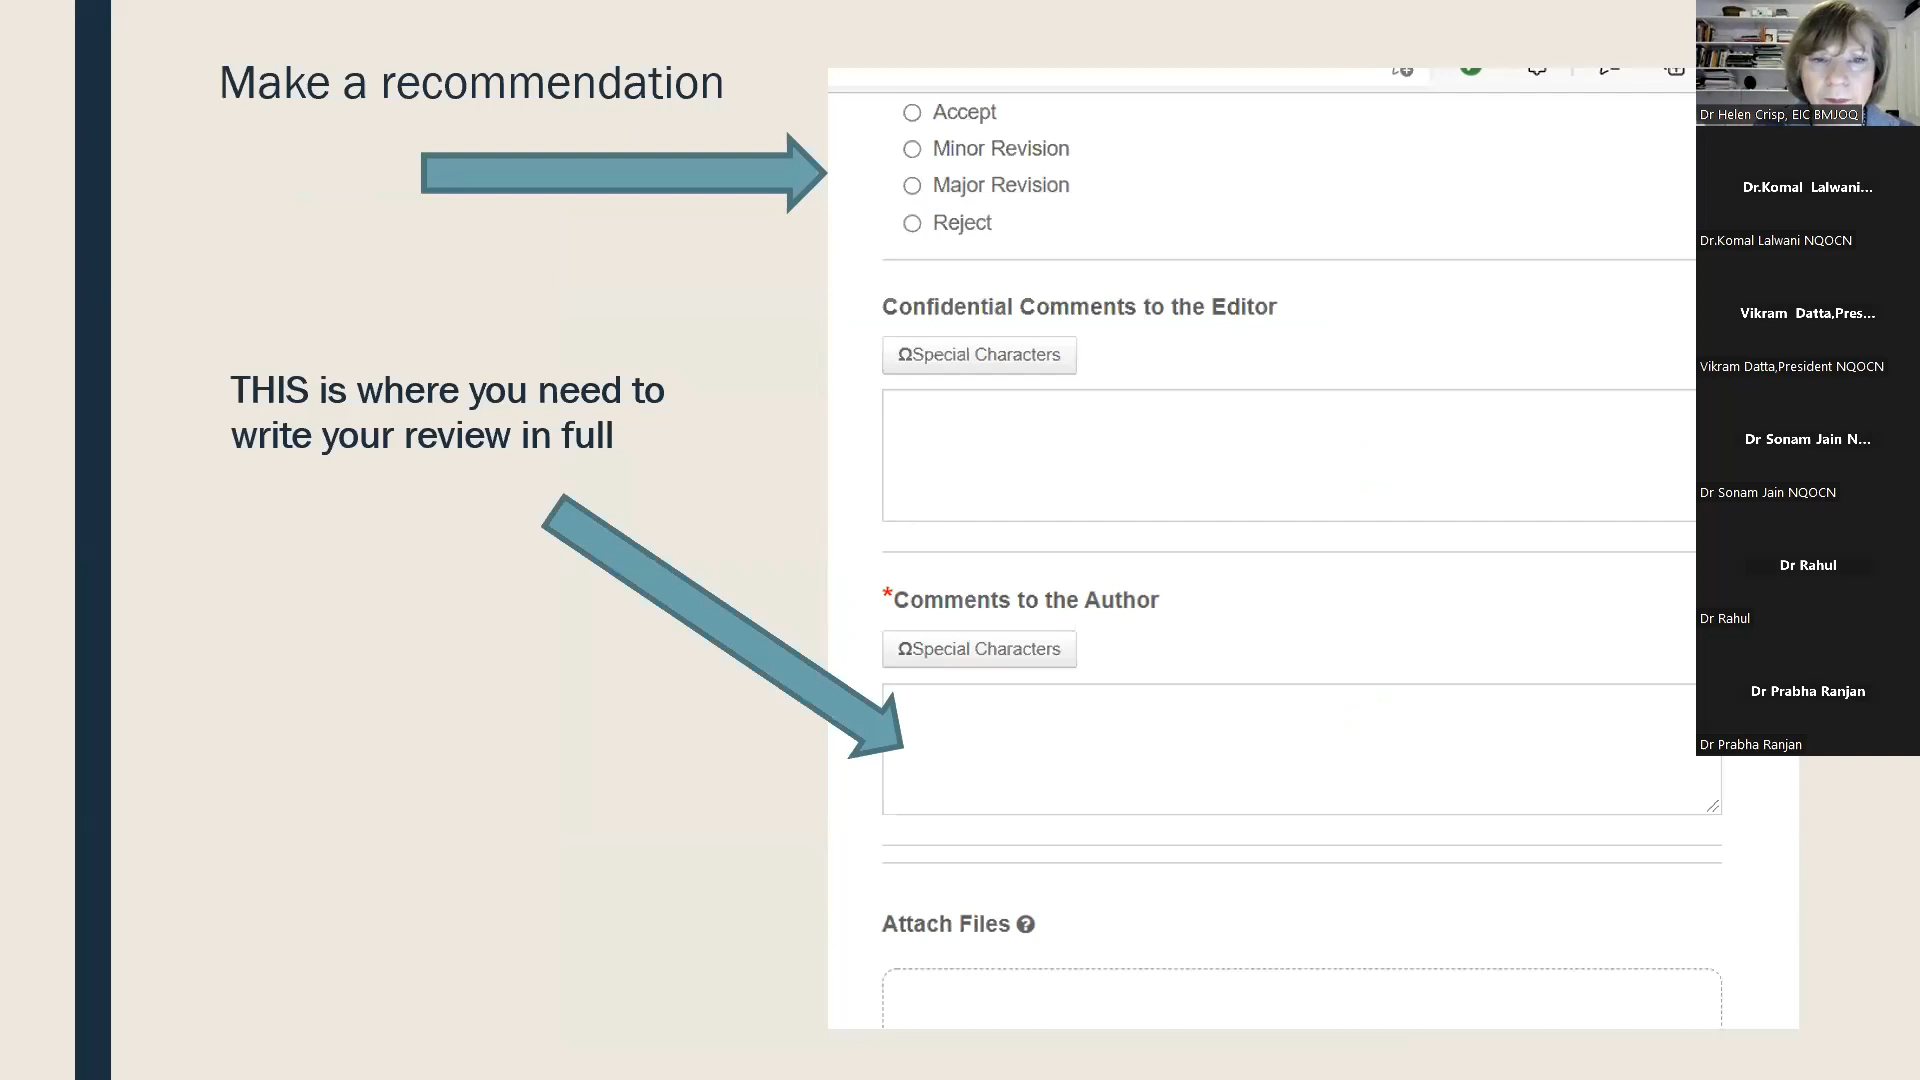 Make a recommendation
Accept
Minor Revision
Major Revision
Reject
Confidential Comments to the Editor
ΩSpecial Characters
THIS is where you need to
write your review in full
*Comments to the Author
ΩSpecial Characters
Attach Files ?
Dr Helen Crisp, EIC BMJOQ
Dr.Komal Lalwani...
Dr.Komal Lalwani NQOCN
Vikram Datta,Pres...
Vikram Datta,President NQOCN
Dr Sonam Jain N...
Dr Sonam Jain NQOCN
Dr Rahul
Dr Rahul
Dr Prabha Ranjan
Dr Prabha Ranjan